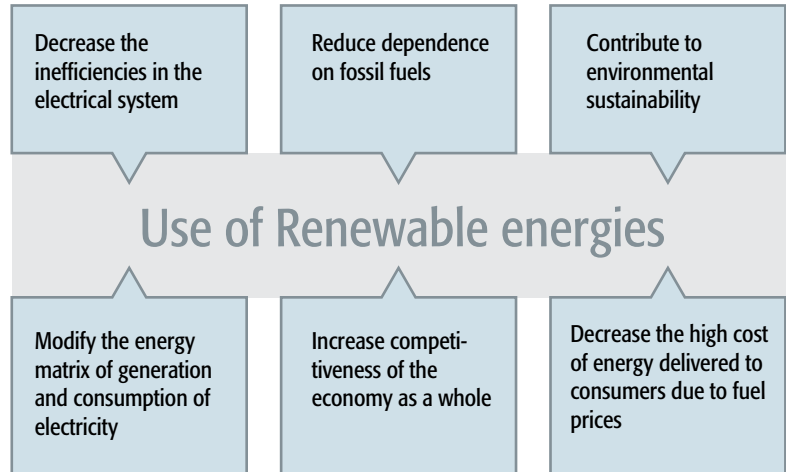 Decrease the
inefficiencies in the
electrical system
Reduce dependence
on fossil fuels
Contribute to
environmental
sustainability
Use of Renewable energies
Modify the energy
matrix of generation
and consumption of
electricity
Increase competi-
tiveness of the
economy as a whole
Decrease the high cost
of energy delivered to
consumers due to fuel
prices